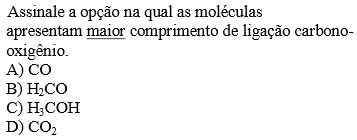 Assinale a opção na qual as moléculas
apresentam maior comprimento de ligação carbono-
oxigênio.
A) CO
B) H₂CO
C) H₃COH
D) CO₂